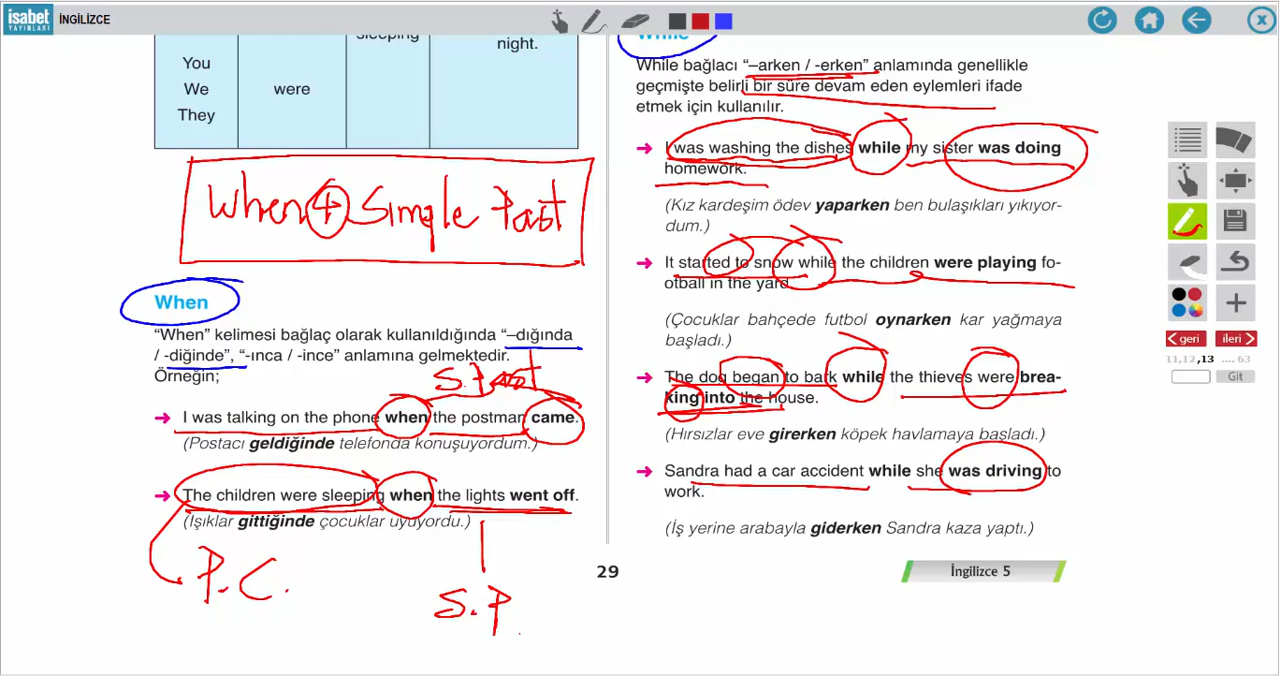 isabet
YAYINLARI
İNGİLİZCE
sleeping
night.
You
We
They
were
When + Simple Past
When
“When” kelimesi bağlaç olarak kullanıldığında “–dığında
/ -diğinde”, “-ınca / -ince” anlamına gelmektedir.
Örneğin;
S. Past
I was talking on the phone when the postman came.
(Postacı geldiğinde telefonda konuşuyordum.)
The children were sleeping when the lights went off.
(Işıklar gittiğinde çocuklar uyuyordu.)
P.C.
S.P
While
While bağlacı “–arken / -erken” anlamında genellikle
geçmişte belirli bir süre devam eden eylemleri ifade
etmek için kullanılır.
I was washing the dishes while my sister was doing
homework.
(Kız kardeşim ödev yaparken ben bulaşıkları yıkıyor-
dum.)
It started to snow while the children were playing fo-
otball in the yard.
(Çocuklar bahçede futbol oynarken kar yağmaya
başladı.)
The dog began to bark while the thieves were brea-
king into the house.
(Hırsızlar eve girerken köpek havlamaya başladı.)
Sandra had a car accident while she was driving to
work.
(İş yerine arabayla giderken Sandra kaza yaptı.)
29
İngilizce 5
geri
ileri
11,12,13 .... 63
Git